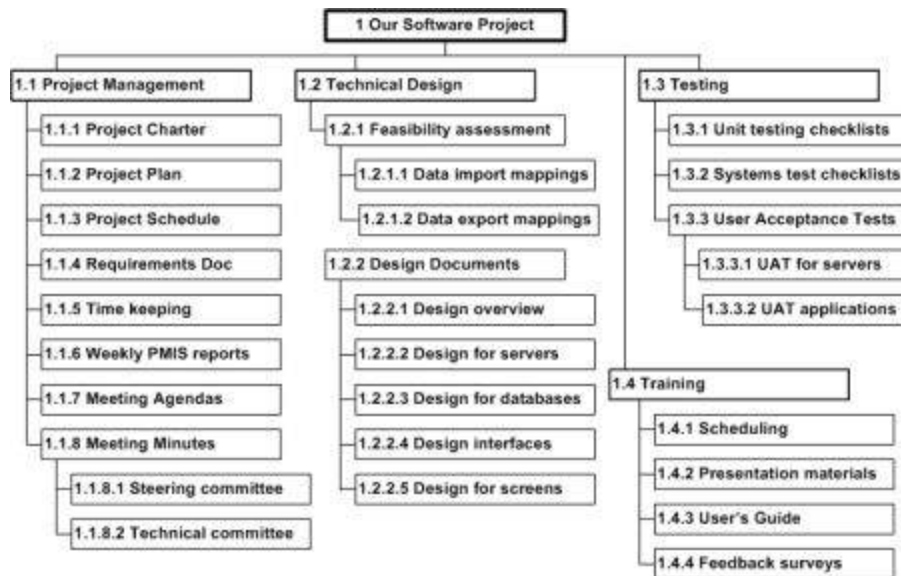 1 Our Software Project
1.1 Project Management
1.1.1 Project Charter
1.1.2 Project Plan
1.1.3 Project Schedule
1.1.4 Requirements Doc
1.1.5 Time keeping
1.1.6 Weekly PMIS reports
1.1.7 Meeting Agendas
1.1.8 Meeting Minutes
1.1.8.1 Steering committee
1.1.8.2 Technical committee
1.2 Technical Design
1.2.1 Feasibility assessment
1.2.1.1 Data import mappings
1.2.1.2 Data export mappings
1.2.2 Design Documents
1.2.2.1 Design overview
1.2.2.2 Design for servers
1.2.2.3 Design for databases
1.2.2.4 Design interfaces
1.2.2.5 Design for screens
1.3 Testing
1.3.1 Unit testing checklists
1.3.2 Systems test checklists
1.3.3 User Acceptance Tests
1.3.3.1 UAT for servers
1.3.3.2 UAT applications
1.4 Training
1.4.1 Scheduling
1.4.2 Presentation materials
1.4.3 User's Guide
1.4.4 Feedback surveys